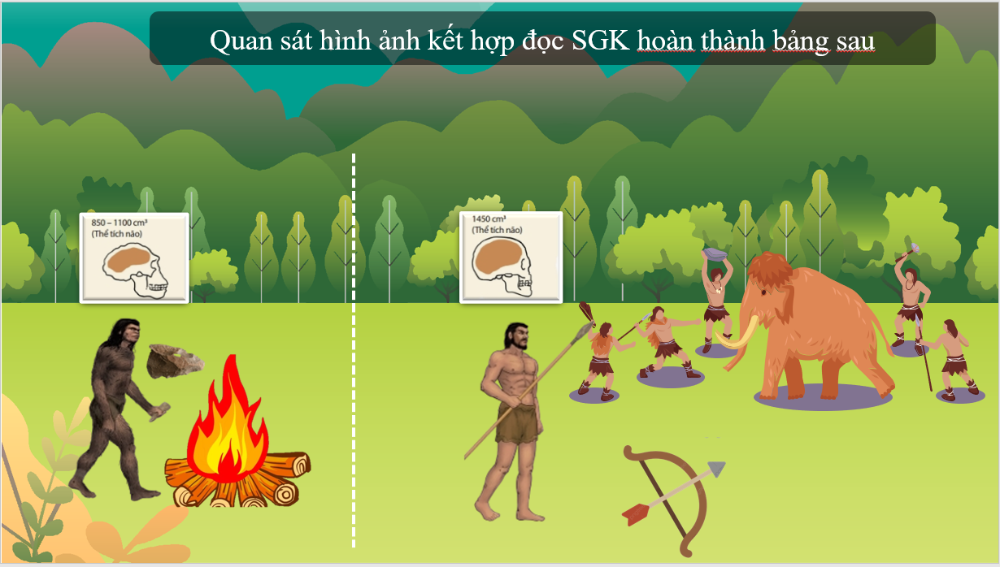 Quan sát hình ảnh kết hợp đọc SGK hoàn thành bảng sau
850 – 1100 cm³
(Thể tích não)
1450 cm³
(Thể tích não)